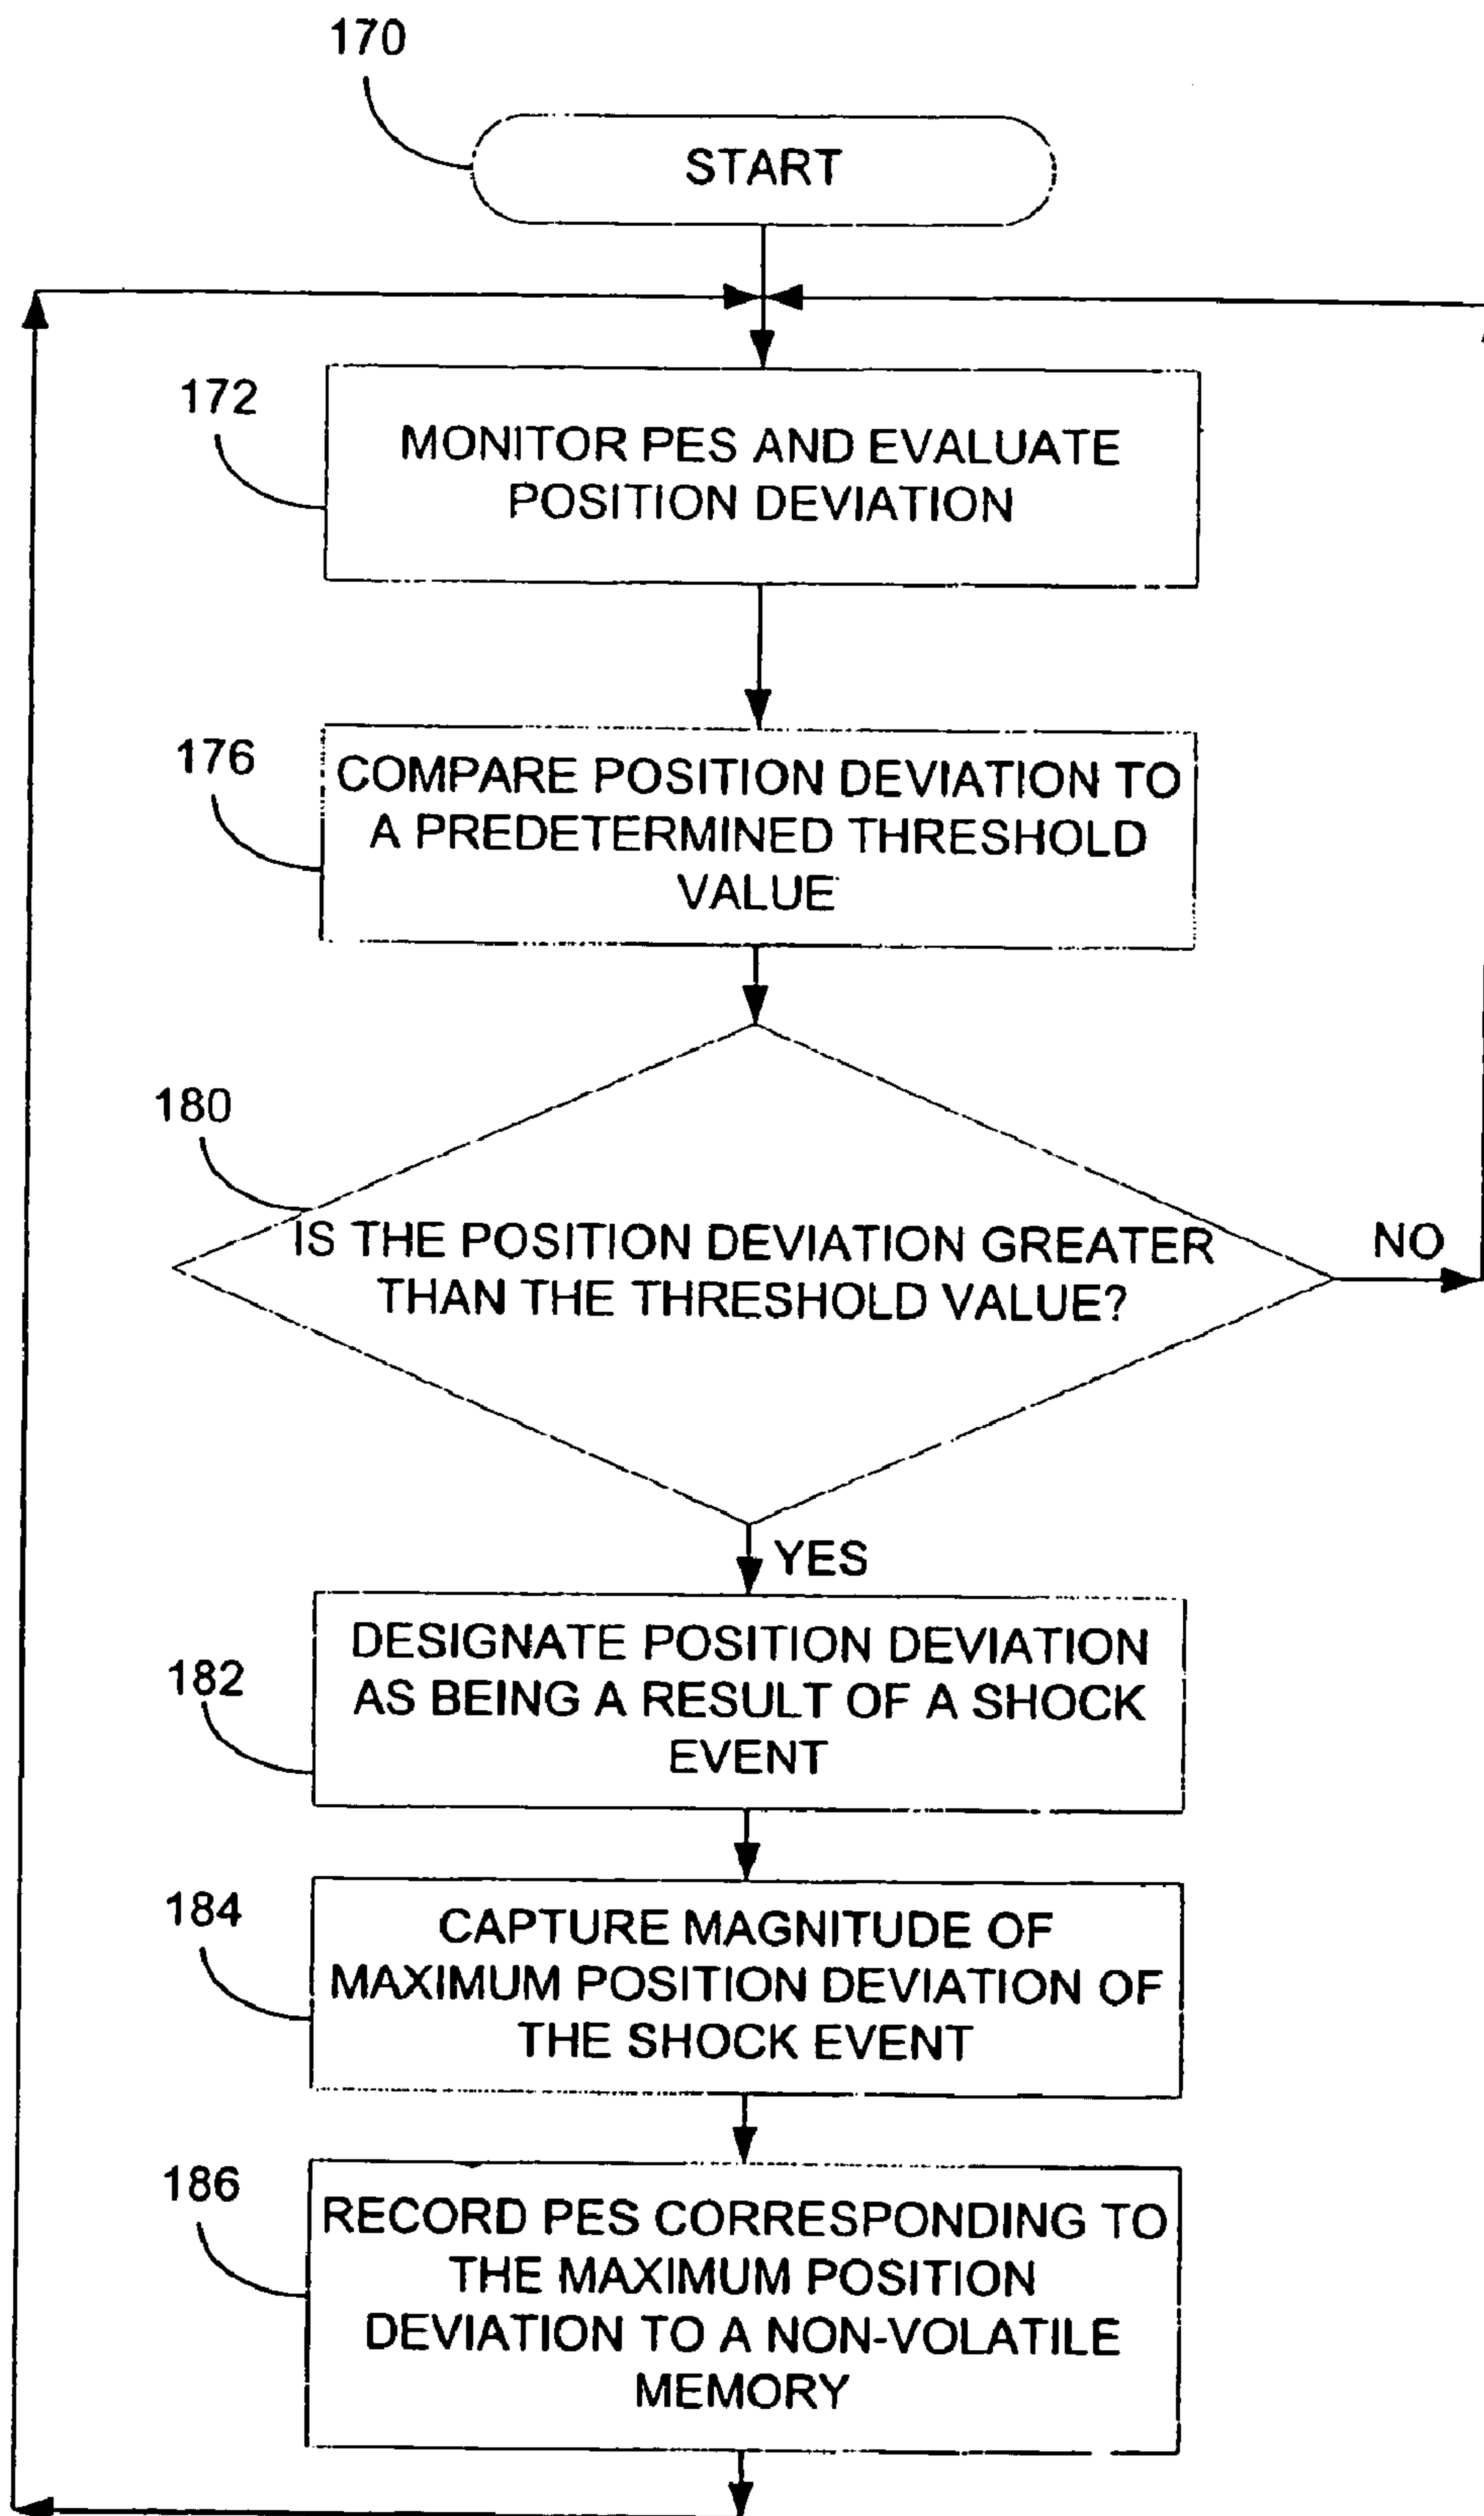 170
START
172
MONITOR PES AND EVALUATE
POSITION DEVIATION
176
COMPARE POSITION DEVIATION TO
A PREDETERMINED THRESHOLD
VALUE
180
IS THE POSITION DEVIATION GREATER
THAN THE THRESHOLD VALUE?
NO
YES
182
DESIGNATE POSITION DEVIATION
AS BEING A RESULT OF A SHOCK
EVENT
184
CAPTURE MAGNITUDE OF
MAXIMUM POSITION DEVIATION OF
THE SHOCK EVENT
186
RECORD PES CORRESPONDING TO
THE MAXIMUM POSITION
DEVIATION TO A NON-VOLATILE
MEMORY